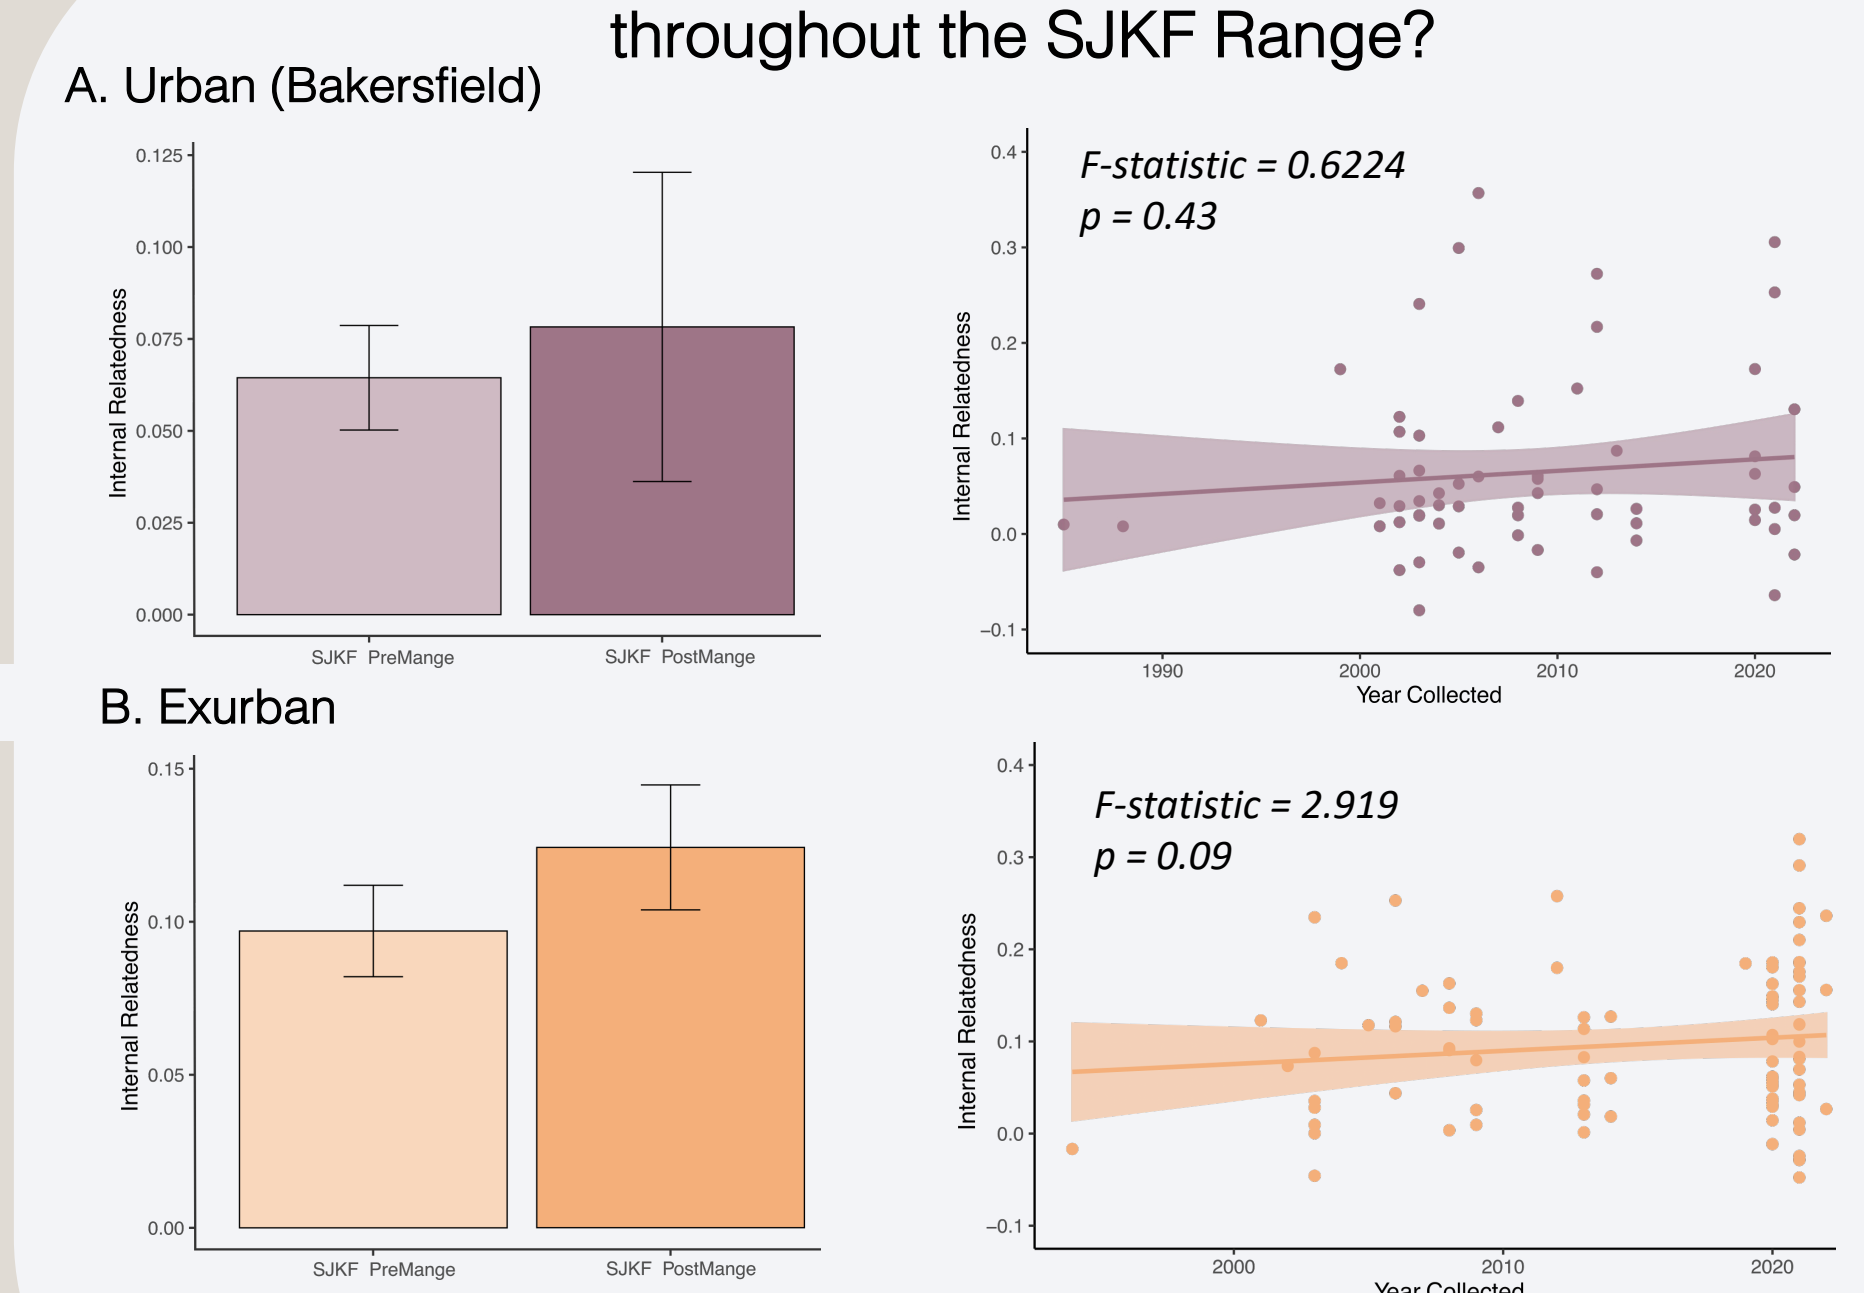 throughout the SJKF Range?
A. Urban (Bakersfield)
0.125
0.100
0.075
0.050
0.025
0.000
Internal Relatedness
SJKF PreMange
SJKF PostMange
F-statistic = 0.6224
p = 0.43
0.4
0.3
0.2
0.1
0.0
−0.1
Internal Relatedness
1990
2000
2010
2020
Year Collected
B. Exurban
0.15
0.10
0.05
0.00
Internal Relatedness
SJKF PreMange
SJKF PostMange
F-statistic = 2.919
p = 0.09
0.4
0.3
0.2
0.1
0.0
−0.1
Internal Relatedness
2000
2010
2020
Year Collected